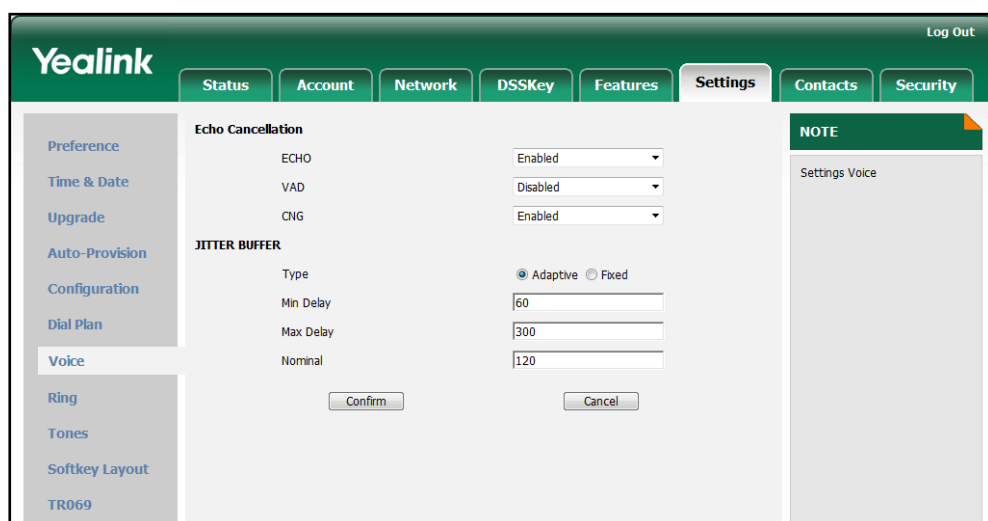 Log Out
Yealink
Status Account Network DSSKey Features Settings Contacts Security
Preference
Time & Date
Upgrade
Auto-Provision
Configuration
Dial Plan
Voice
Ring
Tones
Softkey Layout
TR069
Echo Cancellation
ECHO Enabled
VAD Disabled
CNG Enabled
JITTER BUFFER
Type Adaptive Fixed
Min Delay 60
Max Delay 300
Nominal 120
Confirm Cancel
NOTE
Settings Voice